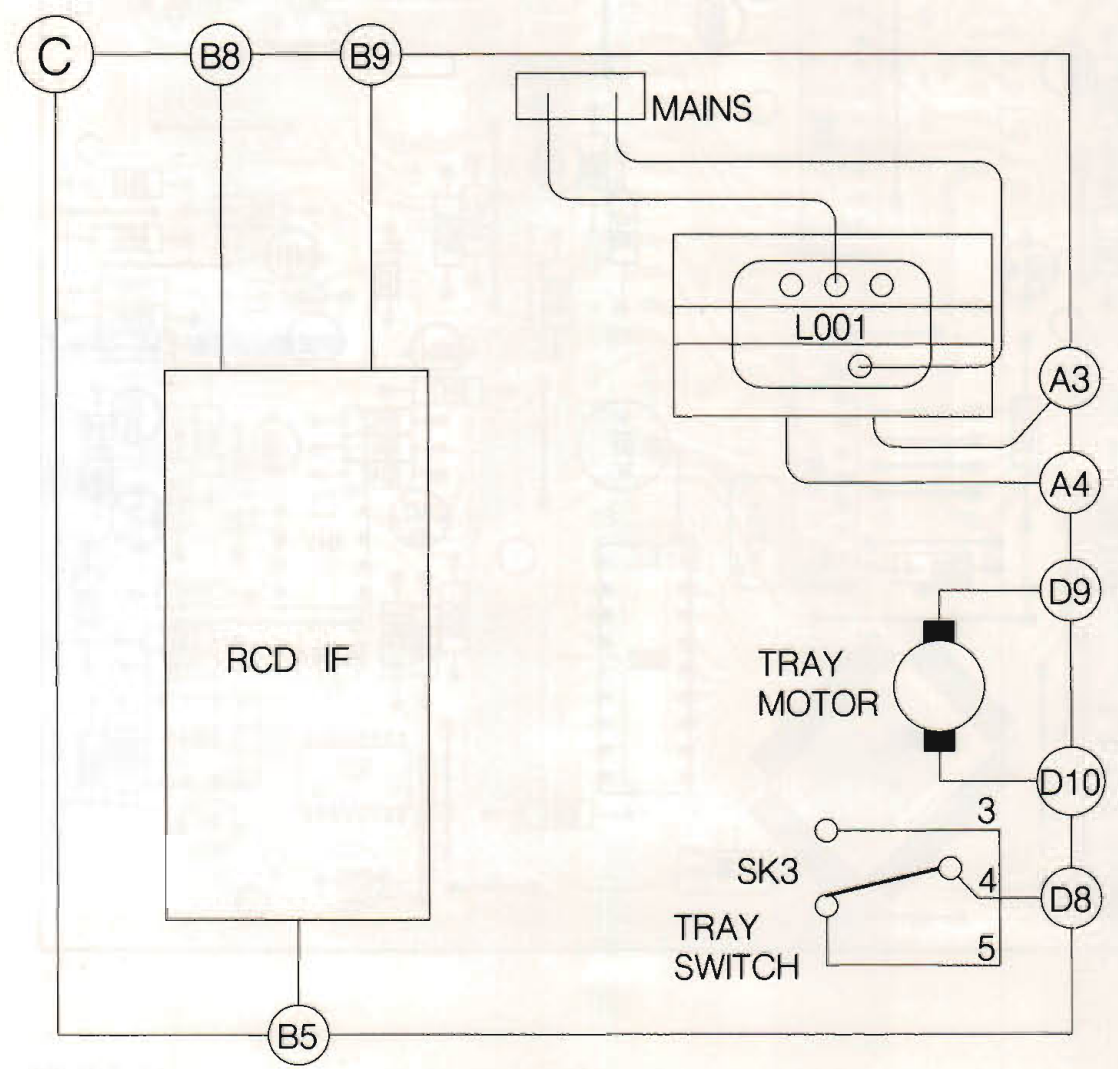 C
B8
B9
MAINS
L001
A3
A4
D9
RCD IF
TRAY
MOTOR
D10
3
SK3
4
D8
TRAY
SWITCH
5
B5